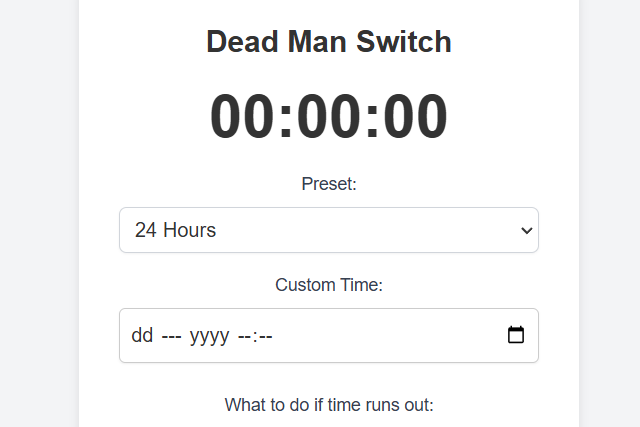 Dead Man Switch
00:00:00
Preset:
24 Hours
Custom Time:
dd --- yyyy --:--
What to do if time runs out: